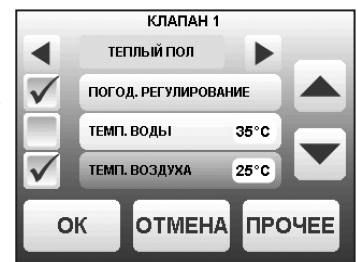 КЛАПАН 1
ТЕПЛЫЙ ПОЛ
ПОГОД. РЕГУЛИРОВАНИЕ
ТЕМП. ВОДЫ 35°C
ТЕМП. ВОЗДУХА 25°C
ОК ОТМЕНА ПРОЧЕЕ